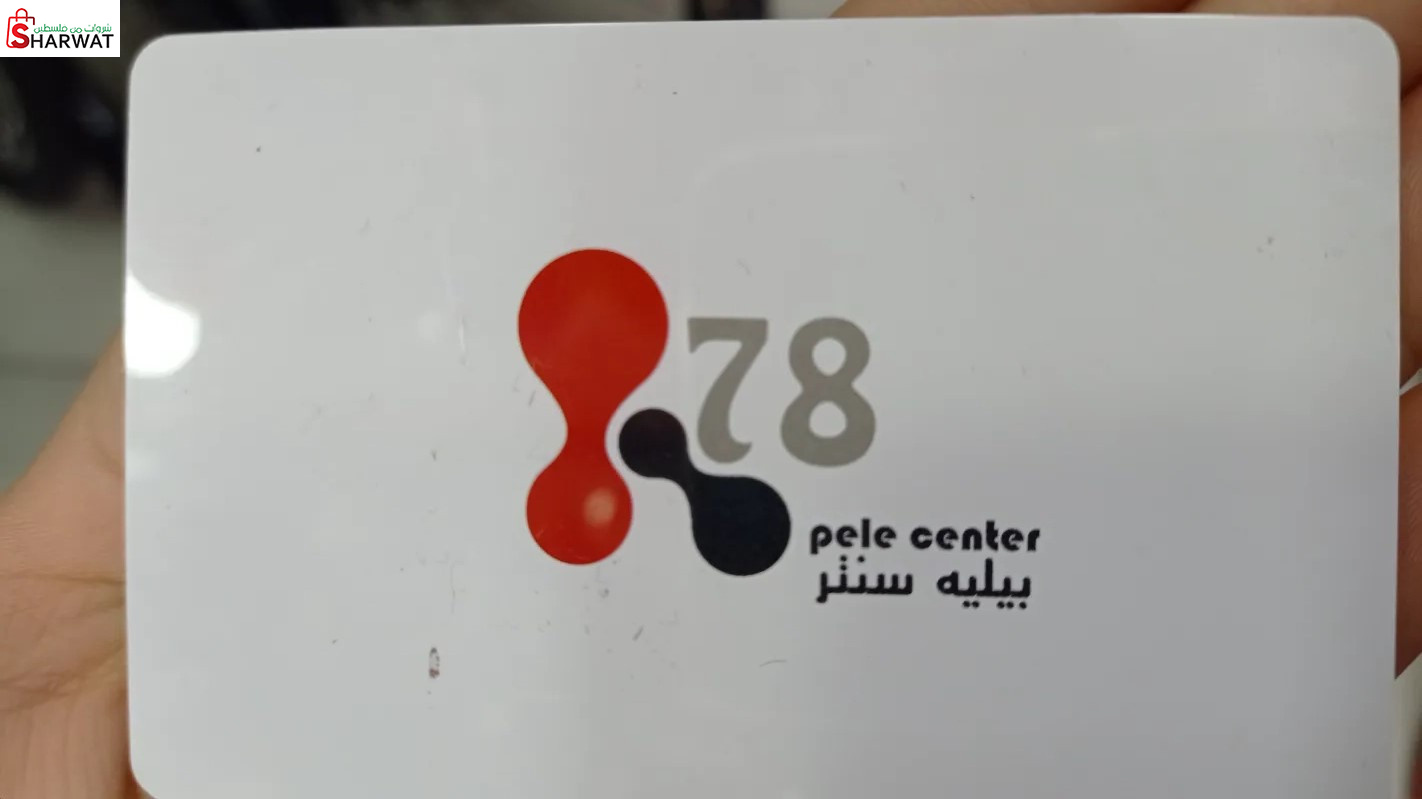 شروات من فلسطين
SHARWAT
78
pele center
بيليه سنتر